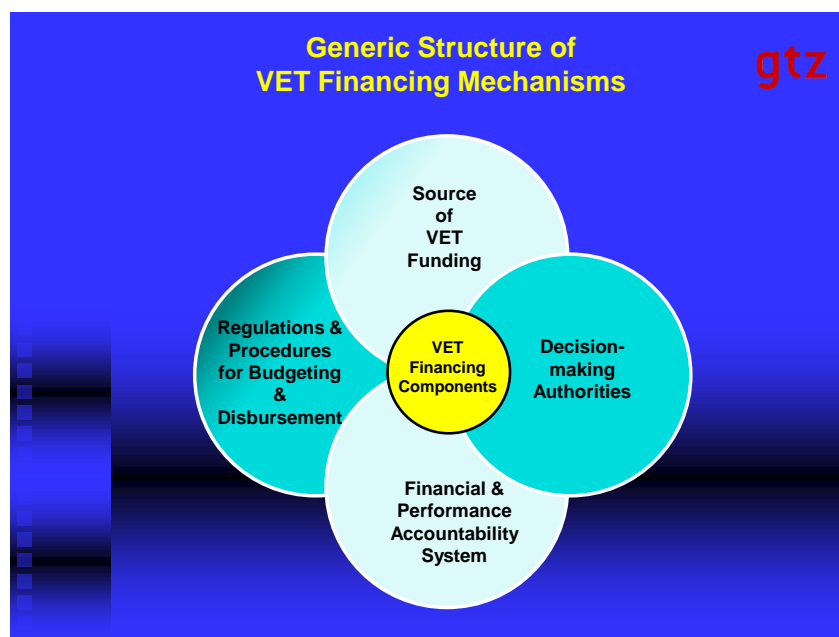 Generic Structure of
VET Financing Mechanisms
gtz
Source
of
VET
Funding
Regulations &
Procedures
for Budgeting
&
Disbursement
VET
Financing
Components
Decision-
making
Authorities
Financial &
Performance
Accountability
System